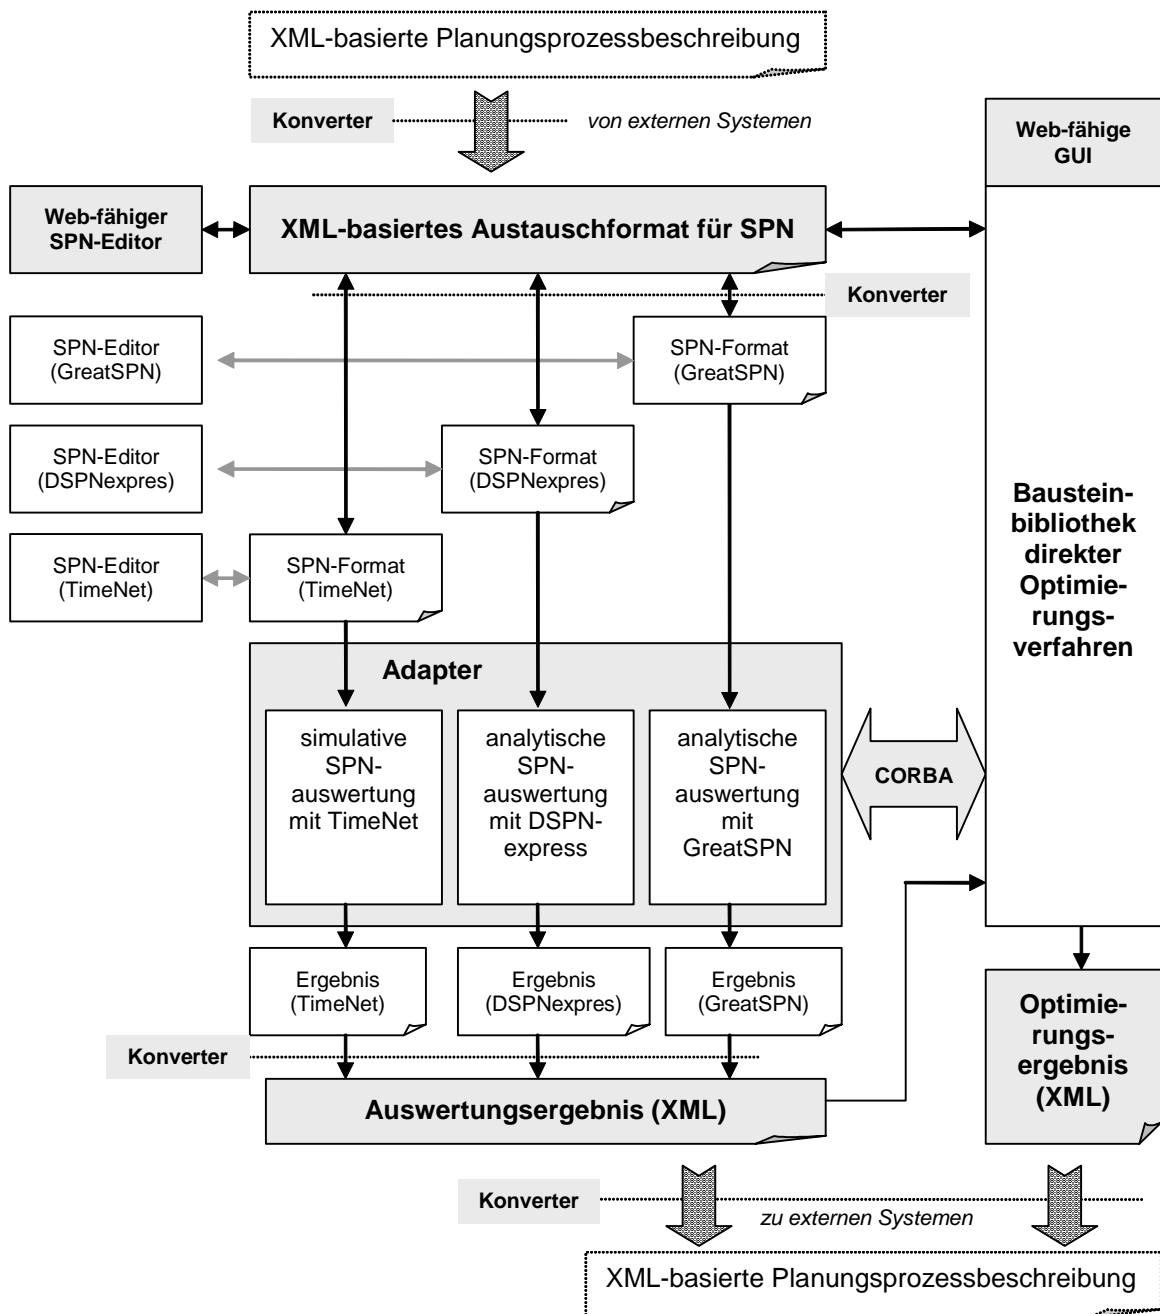 XML-basierte Planungsprozessbeschreibung
Konverter
von externen Systemen
Web-fähige
GUI
Web-fähiger
SPN-Editor
XML-basiertes Austauschformat für SPN
Konverter
SPN-Editor
(GreatSPN)
SPN-Format
(GreatSPN)
SPN-Editor
(DSPNexpres)
SPN-Format
(DSPNexpres)
SPN-Editor
(TimeNet)
SPN-Format
(TimeNet)
Baustein-
bibliothek
direkter
Optimie-
rungs-
verfahren
Adapter
simulative
SPN-
auswertung
mit TimeNet
analytische
SPN-
auswertung
mit DSPN-
express
analytische
SPN-
auswertung
mit
GreatSPN
CORBA
Ergebnis
(TimeNet)
Ergebnis
(DSPNexpres)
Ergebnis
(GreatSPN)
Konverter
Auswertungsergebnis (XML)
Optimie-
rungs-
ergebnis
(XML)
Konverter
zu externen Systemen
XML-basierte Planungsprozessbeschreibung